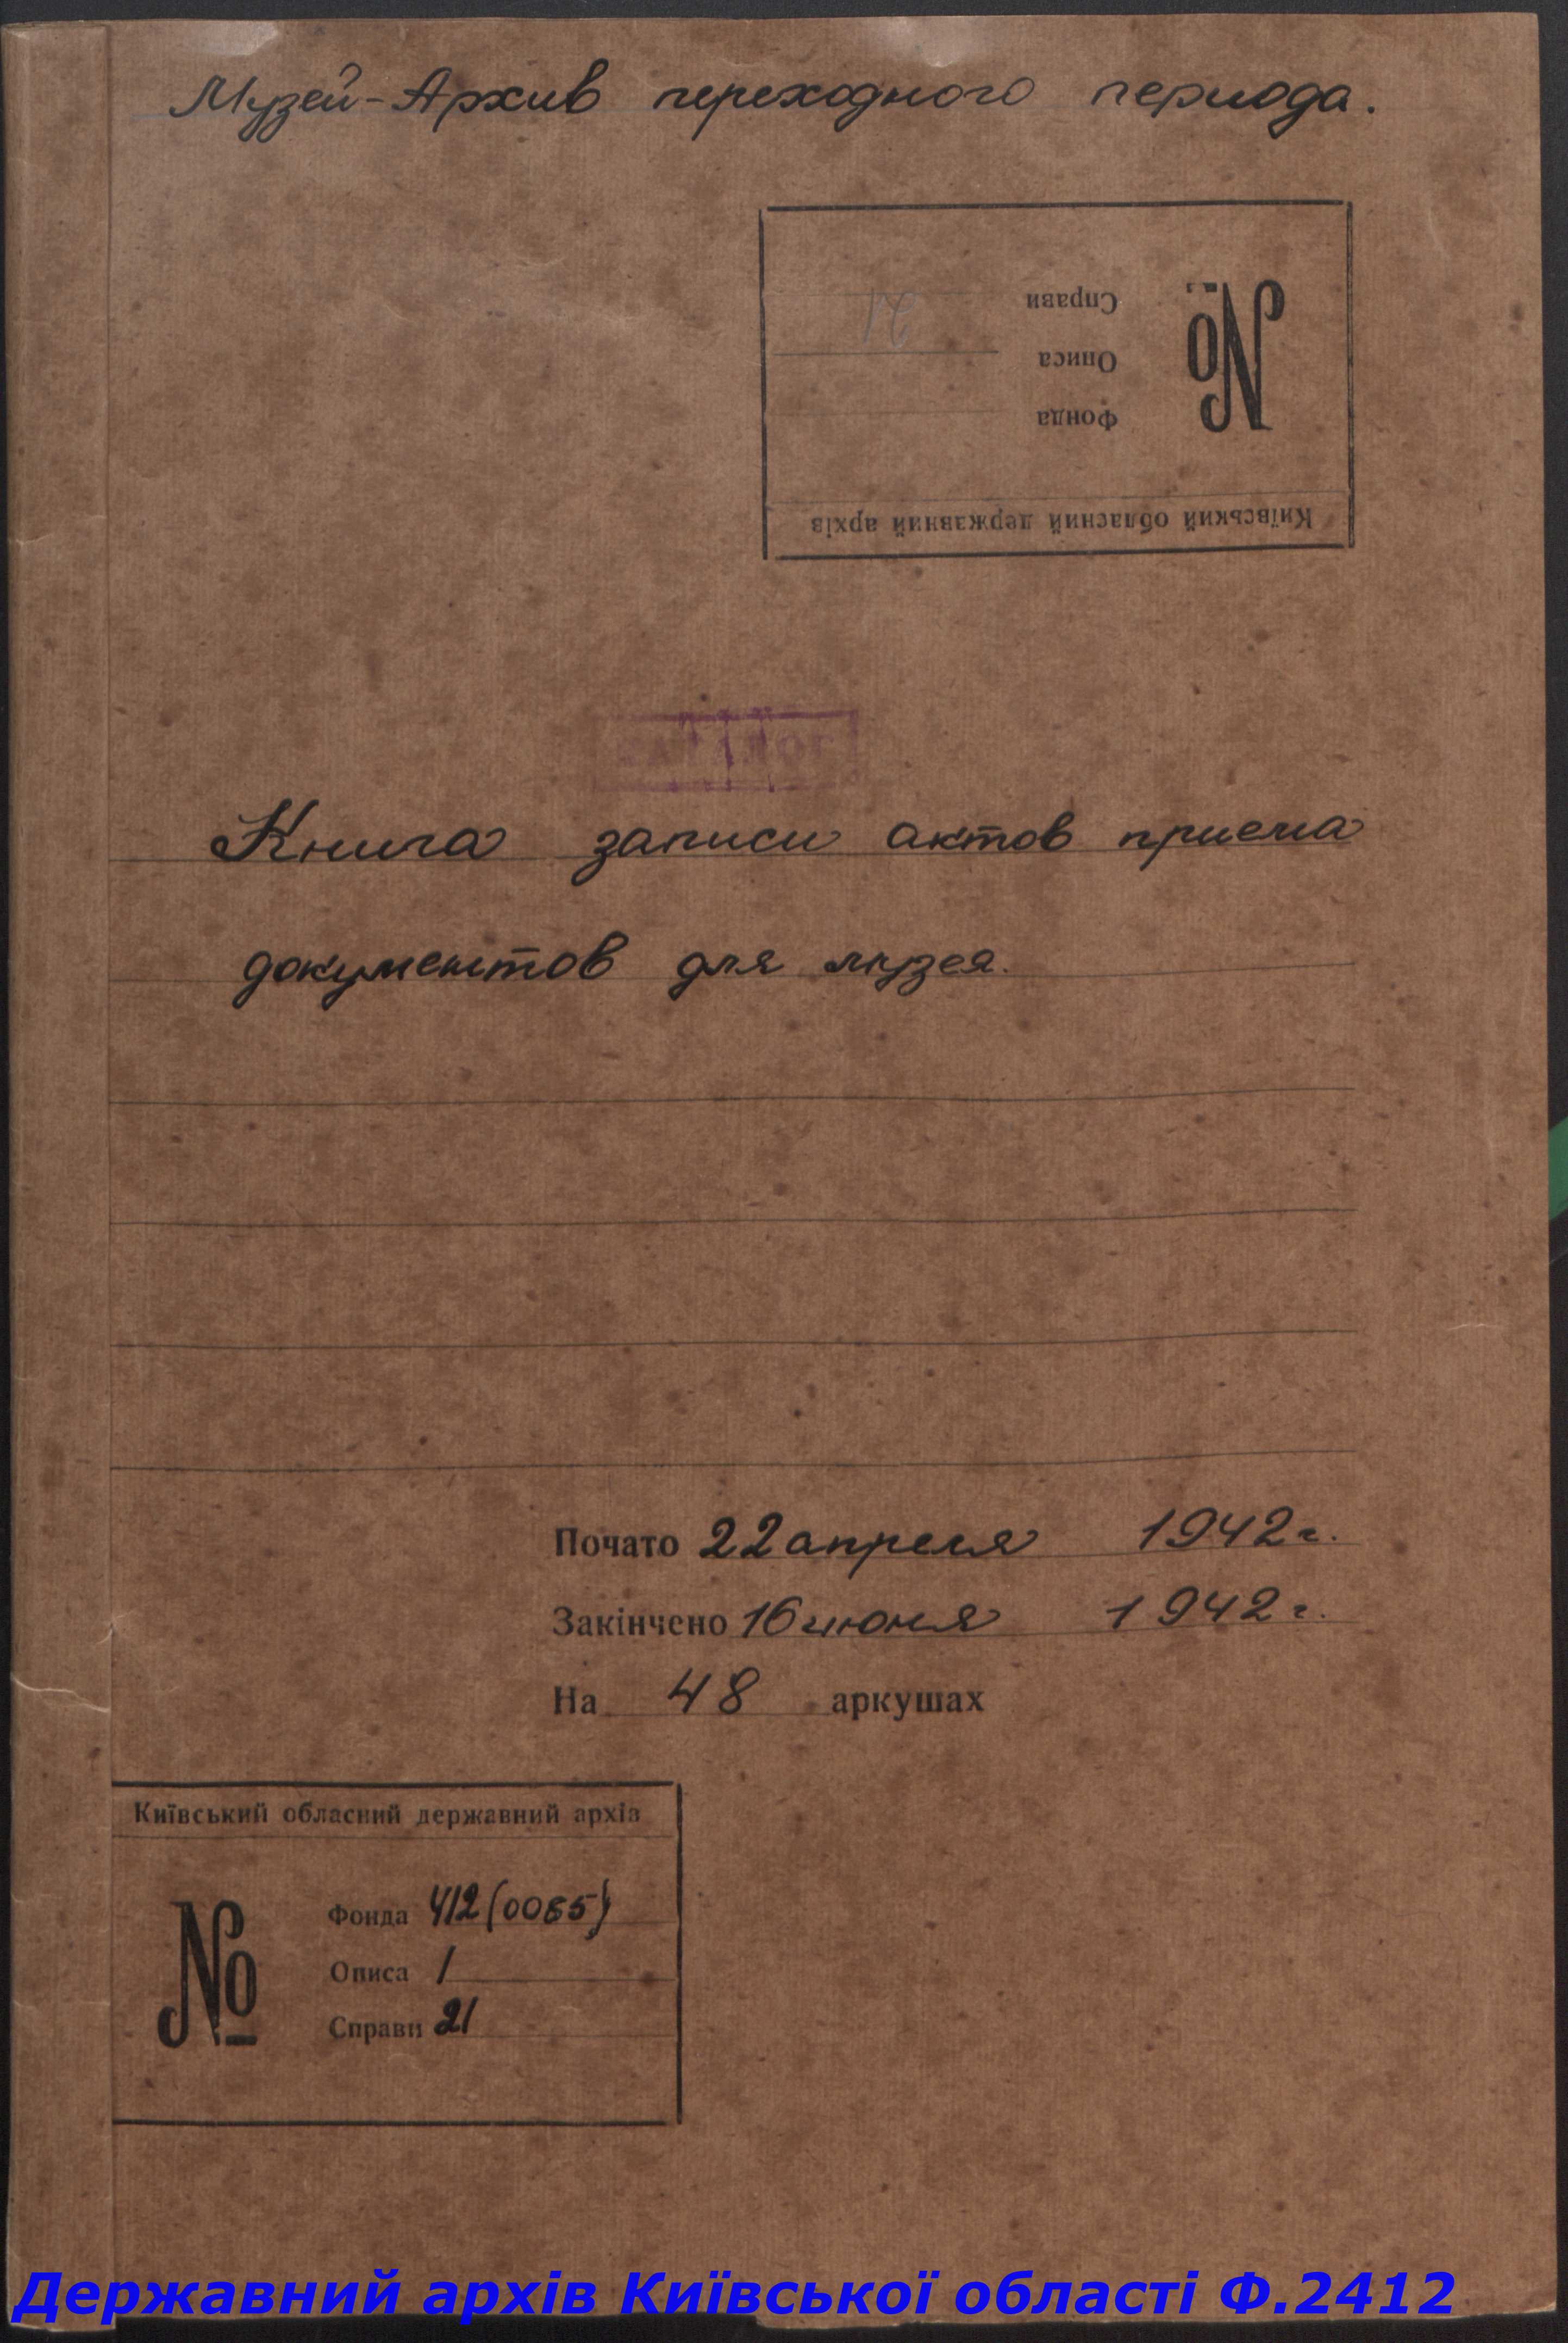 Музей-Архив переходного периода.
Київський обласний державний архів
№
Фонда
Описа
Справи 21
КАТАЛОГ
Книга записи актов приема
документов для музея.
Почато 22 апреля 1942 г.
Закінчено 16 июня 1942 г.
На 48 аркушах
Київський обласний державний архів
№
Фонда 412 (0065)
Описа 1
Справи 21
Державний архів Київської області Ф.2412